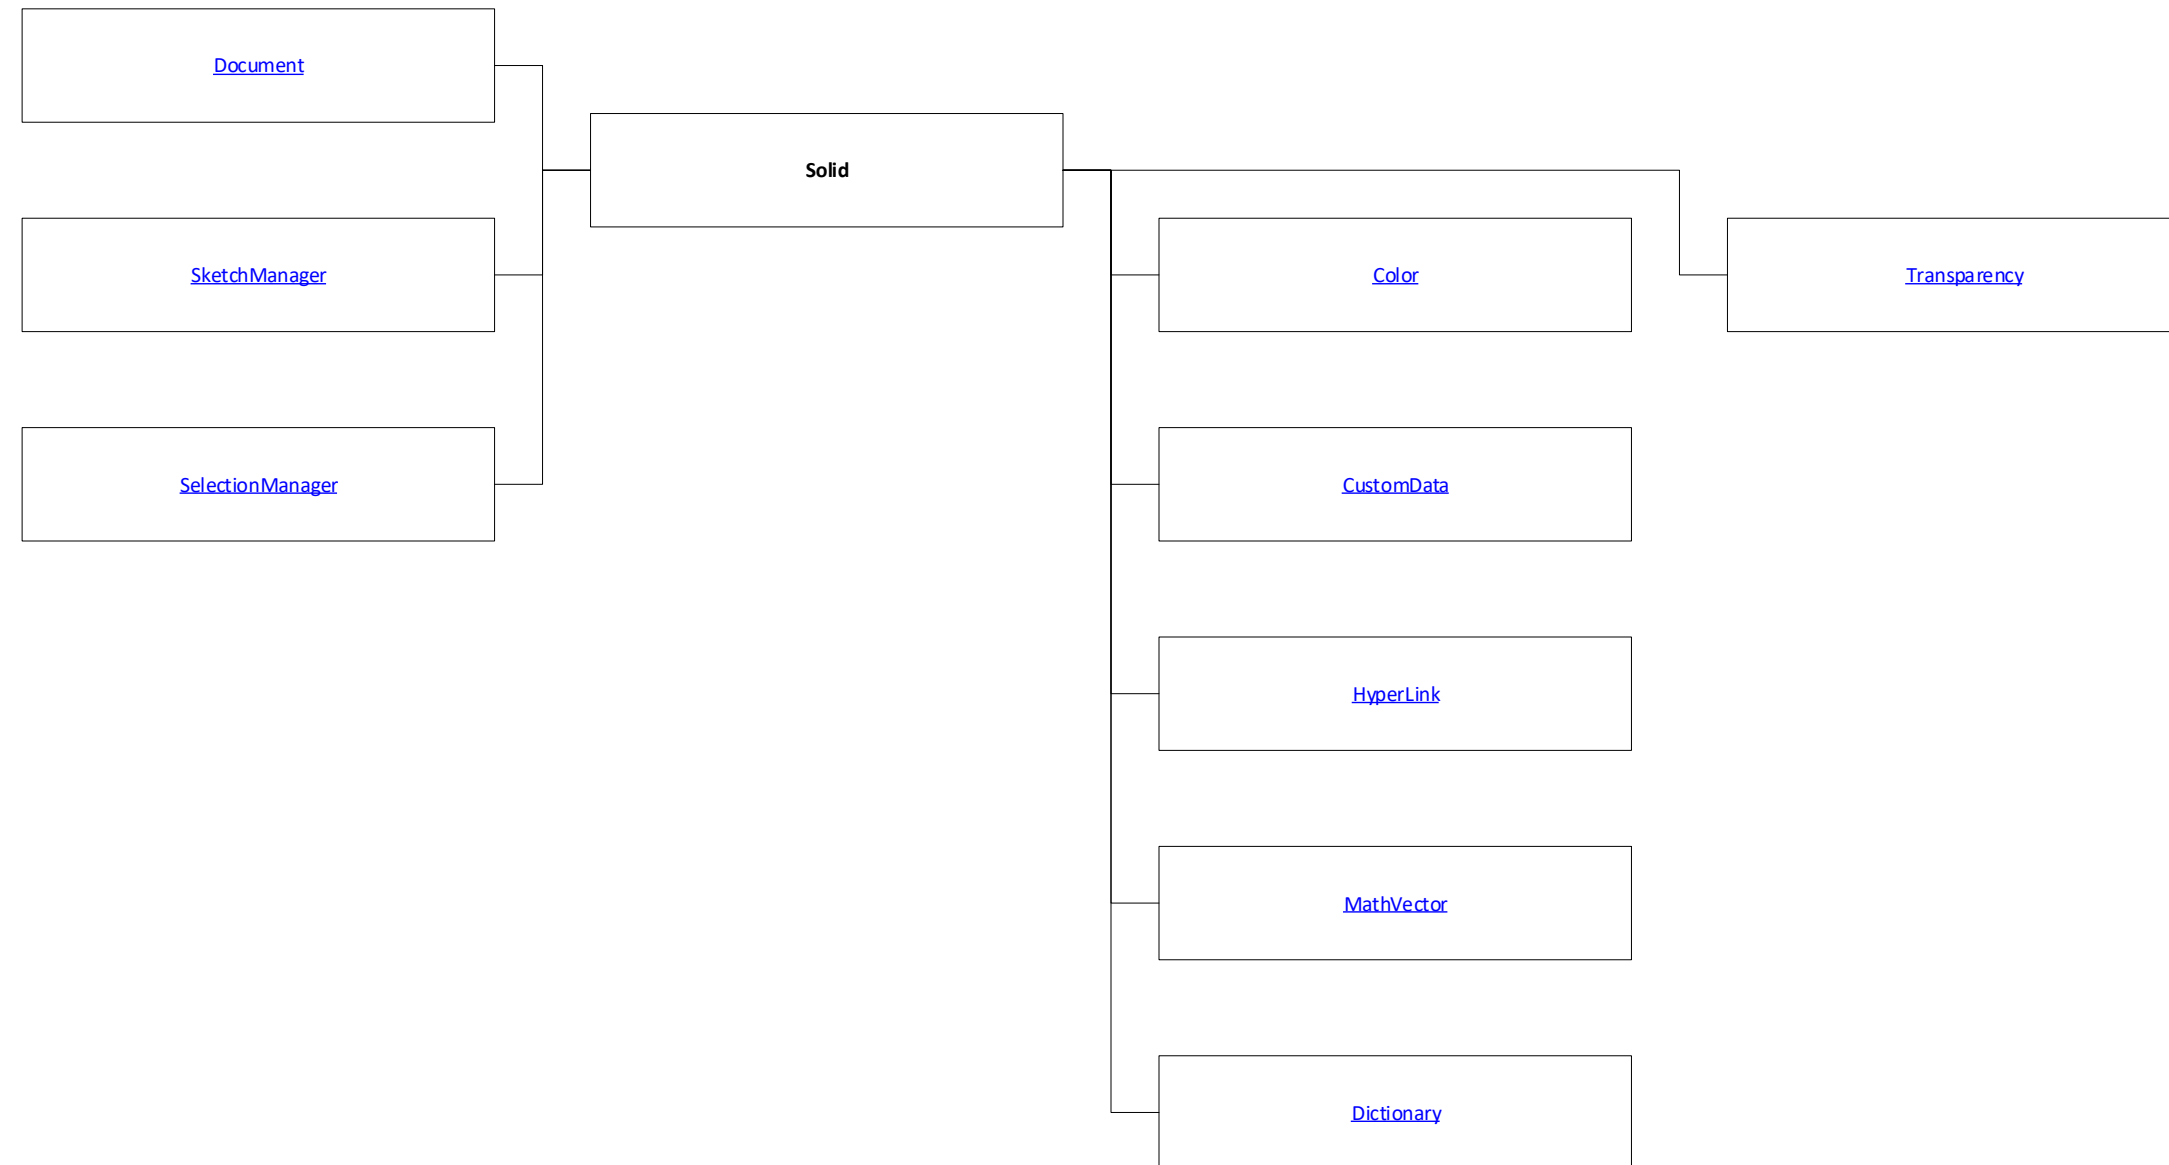 Document
Solid
SketchManager
Color
Transparency
SelectionManager
CustomData
HyperLink
MathVector
Dictionary